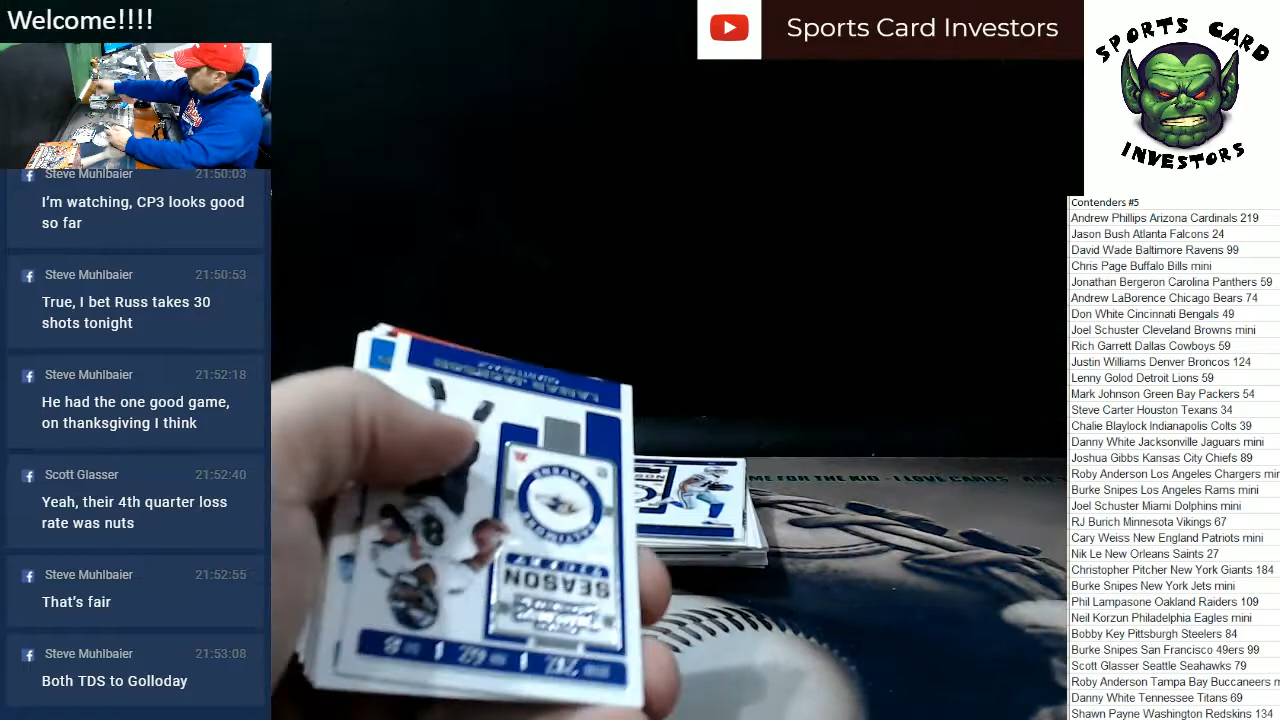 Welcome!!!!
Sports Card Investors
SPORTS CARD
INVESTORS
Steve Muhlbaier 21:50:03
I'm watching, CP3 looks good
so far
Steve Muhlbaier 21:50:53
True, I bet Russ takes 30
shots tonight
Steve Muhlbaier 21:52:18
He had the one good game,
on thanksgiving I think
Scott Glasser 21:52:40
Yeah, their 4th quarter loss
rate was nuts
Steve Muhlbaier 21:52:55
That's fair
Steve Muhlbaier 21:53:08
Both TDS to Golloday
LAMAR JACKSON
RAVENS
BALTIMORE
SEASON
TICKET
ME FOR THE KID - I LOVE CARDS
Contenders #5
Andrew Phillips Arizona Cardinals 219
Jason Bush Atlanta Falcons 24
David Wade Baltimore Ravens 99
Chris Page Buffalo Bills mini
Jonathan Bergeron Carolina Panthers 59
Andrew LaBorence Chicago Bears 74
Don White Cincinnati Bengals 49
Joel Schuster Cleveland Browns mini
Rich Garrett Dallas Cowboys 59
Justin Williams Denver Broncos 124
Lenny Golod Detroit Lions 59
Mark Johnson Green Bay Packers 54
Steve Carter Houston Texans 34
Chalie Blaylock Indianapolis Colts 39
Danny White Jacksonville Jaguars mini
Joshua Gibbs Kansas City Chiefs 89
Roby Anderson Los Angeles Chargers min
Burke Snipes Los Angeles Rams mini
Joel Schuster Miami Dolphins mini
RJ Burich Minnesota Vikings 67
Cary Weiss New England Patriots mini
Nik Le New Orleans Saints 27
Christopher Pitcher New York Giants 184
Burke Snipes New York Jets mini
Phil Lampasone Oakland Raiders 109
Neil Korzun Philadelphia Eagles mini
Bobby Key Pittsburgh Steelers 84
Burke Snipes San Francisco 49ers 99
Scott Glasser Seattle Seahawks 79
Roby Anderson Tampa Bay Buccaneers m
Danny White Tennessee Titans 69
Shawn Payne Washington Redskins 134